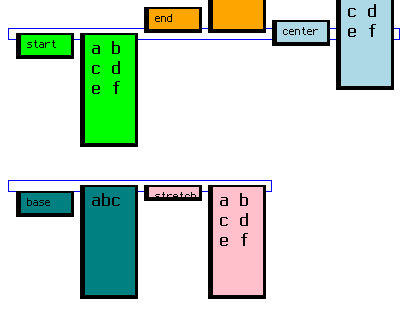 start
a b
c d
e f
end
center
c d
e f
base
abc
stretch
a b
c d
e f